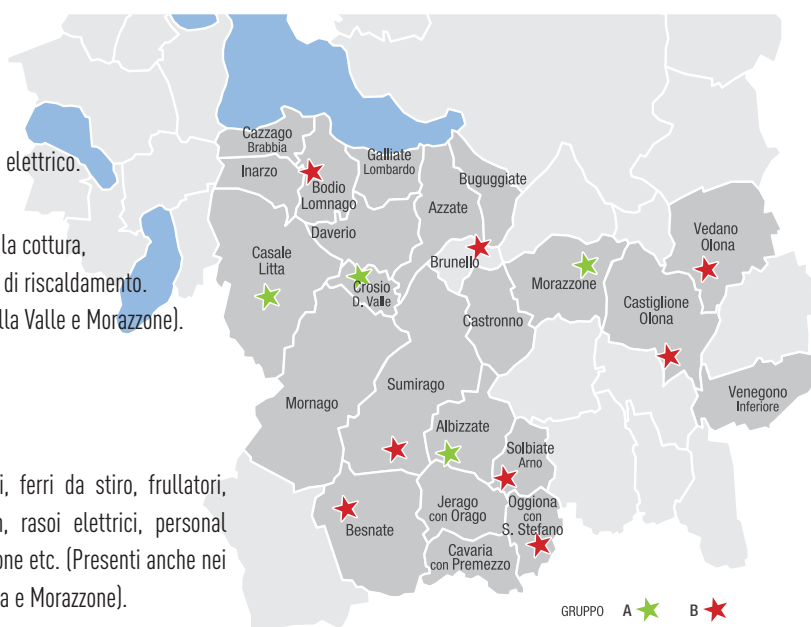 elettrico.
la cottura,
di riscaldamento.
lla Valle e Morazzone).
i, ferri da stiro, frullatori,
rasoi elettrici, personal
one etc. (Presenti anche nei
a e Morazzone).
Cazzago
Brabbia
Inarzo
Bodio
Lomnago
Galliate
Lombardo
Buguggiate
Azzate
Daverio
Casale
Litta
Crosio
D. Valle
Brunello
Morazzone
Vedano
Olona
Castiglione
Olona
Castronno
Venegono
Inferiore
Mornago
Sumirago
Albizzate
Solbiate
Arno
Besnate
Jerago
con Orago
Oggiona
con
S. Stefano
Cavaria
con Premezzo
GRUPPO A B